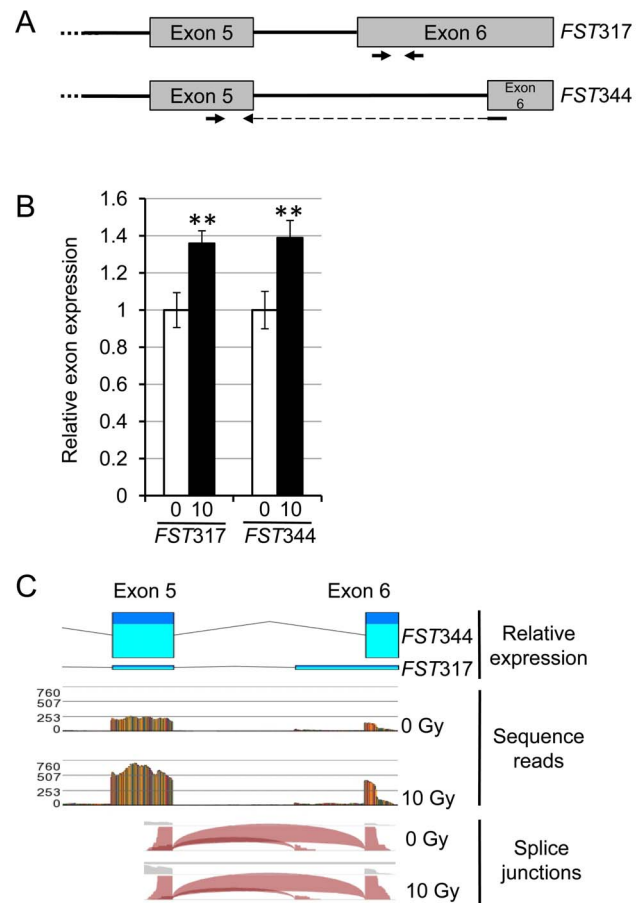 A
Exon 5
Exon 6
FST317
Exon 5
Exon 6
FST344
B
Relative exon expression
1.6
1.4
1.2
1
0.8
0.6
0.4
0.2
0
**
**
0 10
0 10
FST317
FST344
C
Exon 5
Exon 6
FST344
FST317
Relative expression
760
507
253
0
0 Gy
760
507
253
0
10 Gy
Sequence reads
0 Gy
10 Gy
Splice junctions